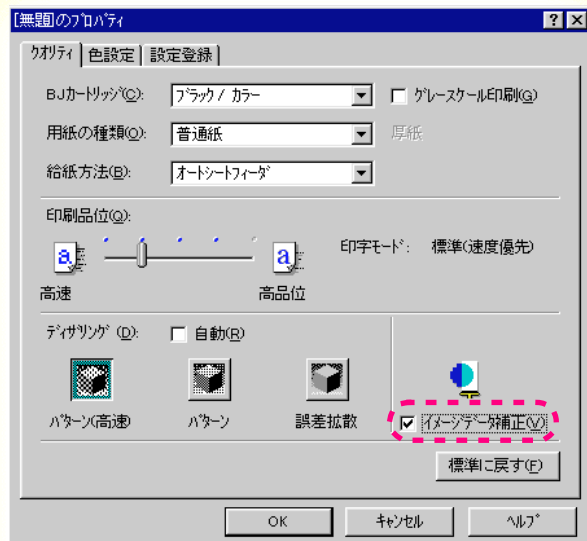 [無題]のプロパティ
クオリティ 色設定 設定登録
BJカートリッジ(C): ブラック / カラー グレースケール印刷(G)
用紙の種類(O): 普通紙 厚紙
給紙方法(B): オートシートフィーダ
印刷品位(Q):
印字モード: 標準(速度優先)
高速 高品位
ディザリング (D): 自動(R)
パターン(高速) パターン 誤差拡散 イメージデータ補正(V)
標準に戻す(F)
OK キャンセル ヘルプ